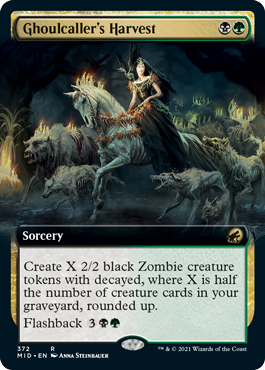 Ghoulcaller's Harvest
Sorcery
Create X 2/2 black Zombie creature
tokens with decayed, where X is half
the number of creature cards in your
graveyard, rounded up.
Flashback 3
372 R
MID • EN Anna Steinbauer
™ & © 2021 Wizards of the Coast